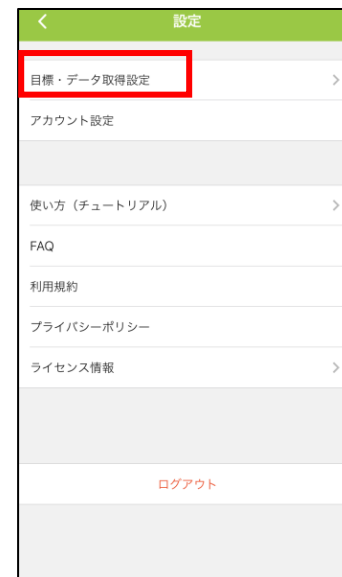 設定
目標・データ取得設定
アカウント設定
使い方（チュートリアル）
FAQ
利用規約
プライバシーポリシー
ライセンス情報
ログアウト